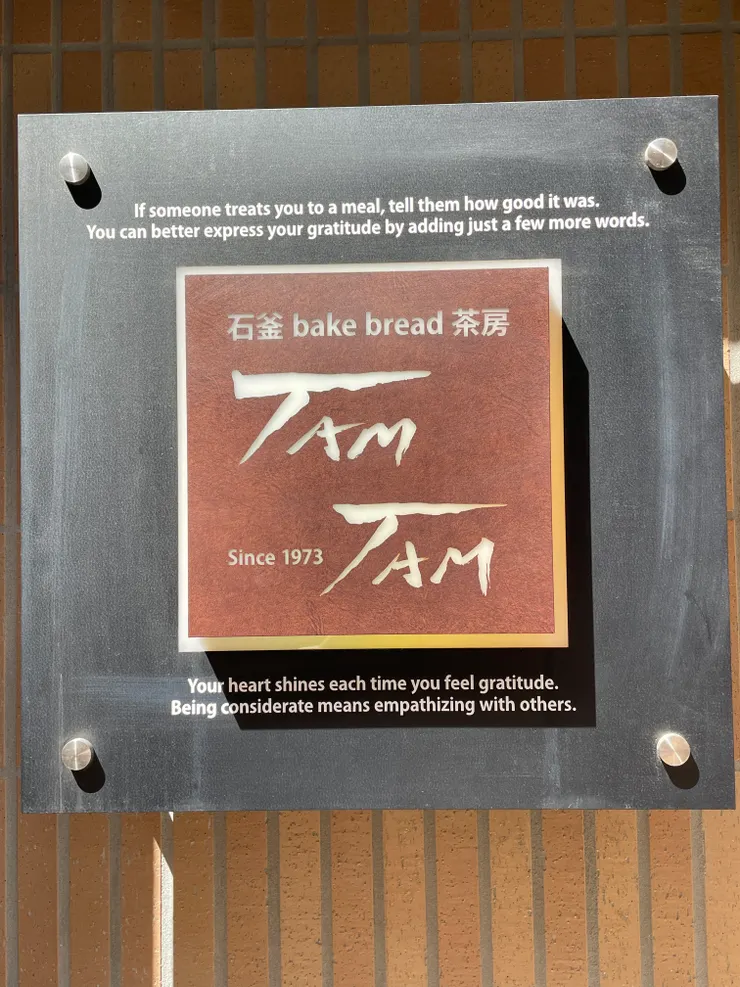 If someone treats you to a meal, tell them how good it was.
You can better express your gratitude by adding just a few more words.
石釜 bake bread 茶房
TAM
Since 1973 TAM
Your heart shines each time you feel gratitude.
Being considerate means empathizing with others.